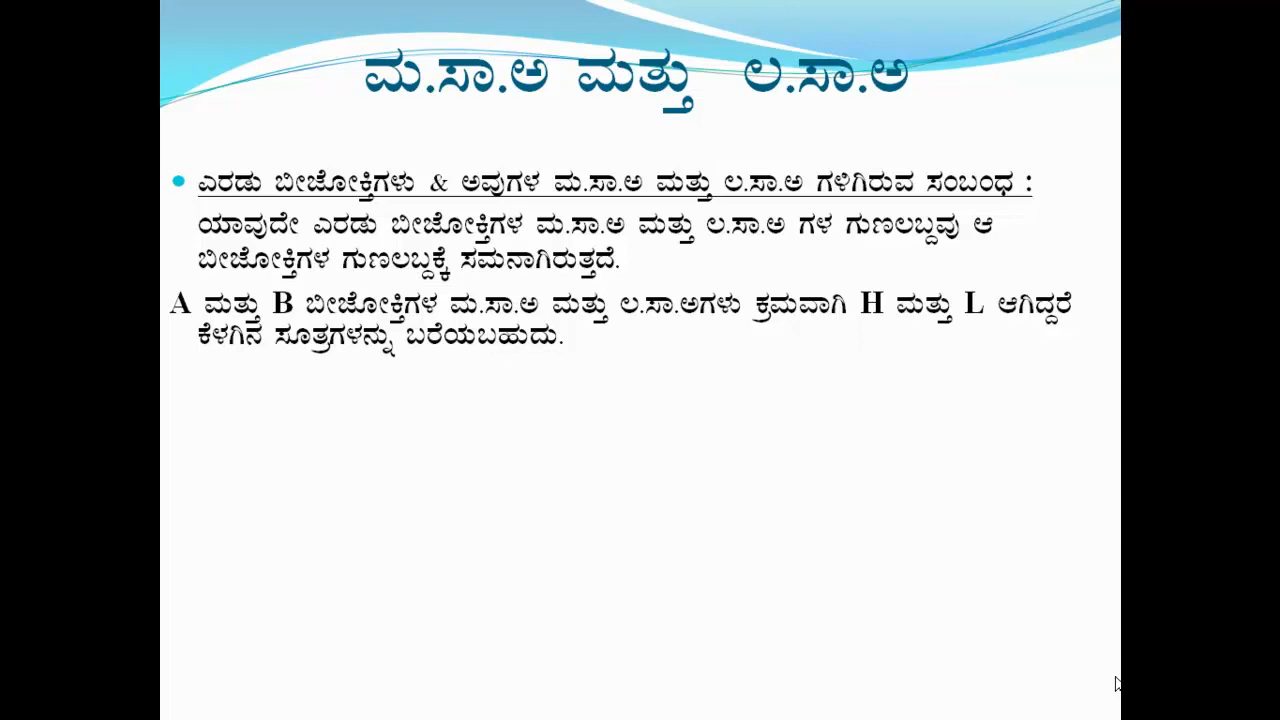 ಮ.ಸಾ.ಅ ಮತ್ತು ಲ.ಸಾ.ಅ
• ಎರಡು ಬೀಜೋಕ್ತಿಗಳು & ಅವುಗಳ ಮ.ಸಾ.ಅ ಮತ್ತು ಲ.ಸಾ.ಅ ಗಳಿಗಿರುವ ಸಂಬಂಧ :
ಯಾವುದೇ ಎರಡು ಬೀಜೋಕ್ತಿಗಳ ಮ.ಸಾ.ಅ ಮತ್ತು ಲ.ಸಾ.ಅ ಗಳ ಗುಣಲಬ್ದವು ಆ
ಬೀಜೋಕ್ತಿಗಳ ಗುಣಲಬ್ದಕ್ಕೆ ಸಮನಾಗಿರುತ್ತದೆ.
A ಮತ್ತು B ಬೀಜೋಕ್ತಿಗಳ ಮ.ಸಾ.ಅ ಮತ್ತು ಲ.ಸಾ.ಅಗಳು ಕ್ರಮವಾಗಿ H ಮತ್ತು L ಆಗಿದ್ದರೆ
ಕೆಳಗಿನ ಸೂತ್ರಗಳನ್ನು ಬರೆಯಬಹುದು.